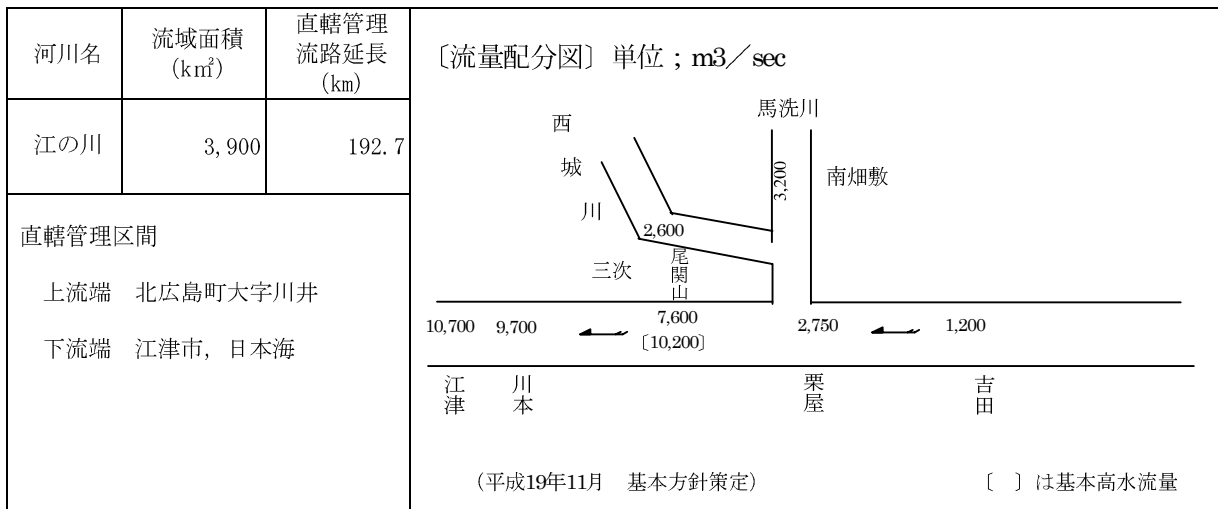 河川名
流域面積
(k㎡)
直轄管理
流路延長
(km)
江の川
3,900
192.7
直轄管理区間
上流端 北広島町大字川井
下流端 江津市，日本海
〔流量配分図〕単位；m3／sec
馬洗川
西城川
3,200
南畑敷
2,600
三次
尾関山
10,700 9,700
7,600
〔10,200〕
2,750
1,200
江津
川本
粟屋
吉田
(平成19年11月 基本方針策定)
〔 〕は基本高水流量